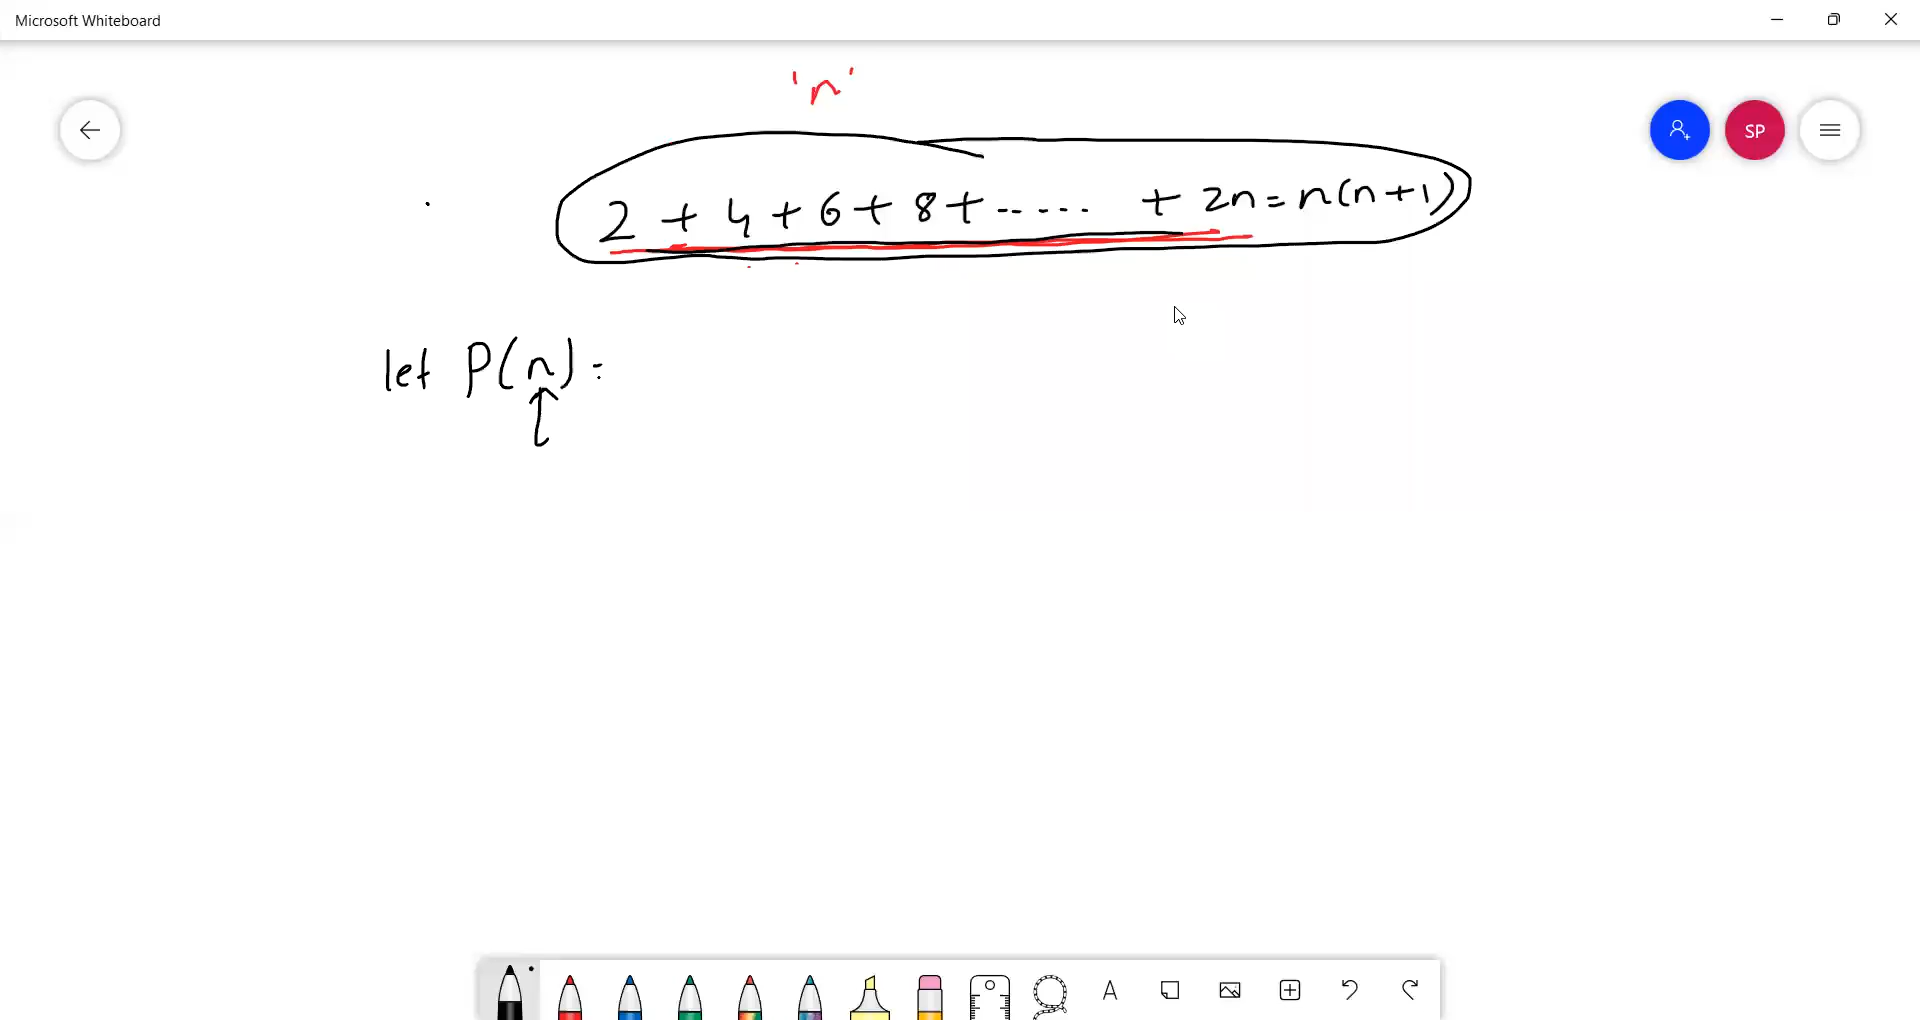 Microsoft Whiteboard
'n'
2 + 4 + 6 + 8 + ..... + 2n = n(n+1)
SP
let P(n) :
A